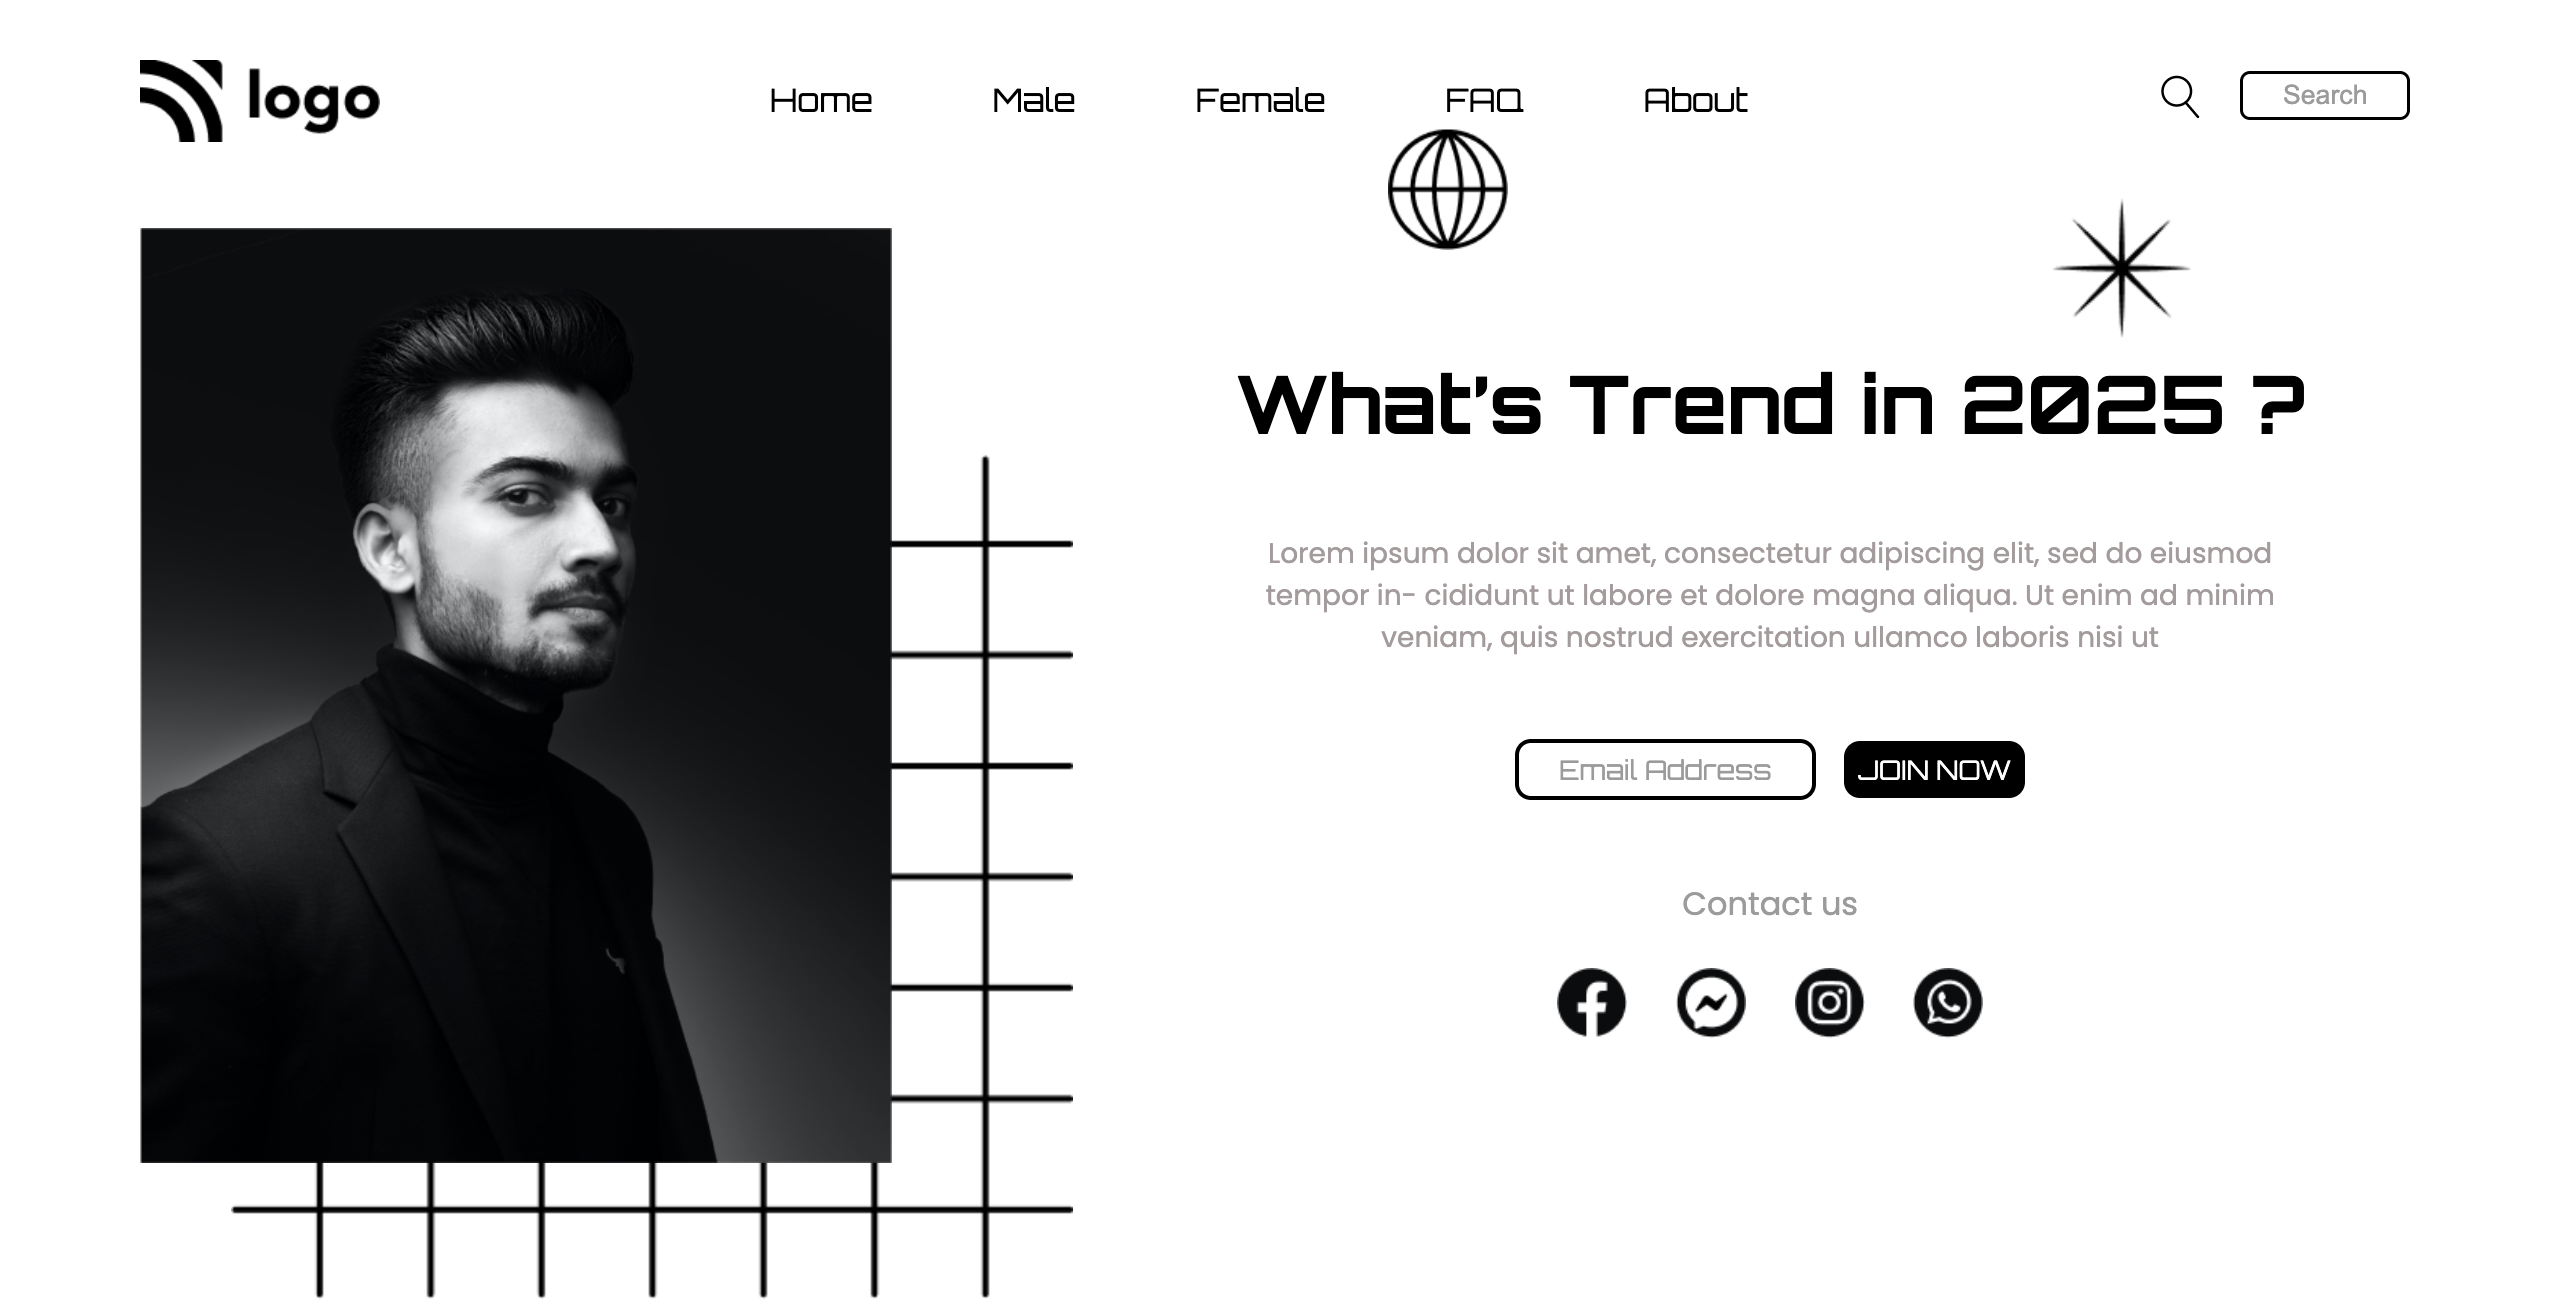 logo
Home
Male
Female
FAQ
About
Search
What's Trend in 2025 ?
Lorem ipsum dolor sit amet, consectetur adipiscing elit, sed do eiusmod
tempor in- cididunt ut labore et dolore magna aliqua. Ut enim ad minim
veniam, quis nostrud exercitation ullamco laboris nisi ut
Email Address
JOIN NOW
Contact us